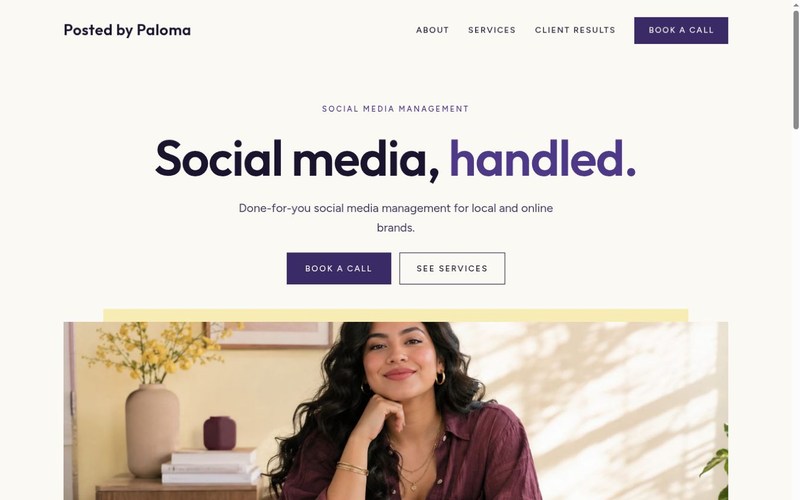 Posted by Paloma
ABOUT SERVICES CLIENT RESULTS BOOK A CALL
SOCIAL MEDIA MANAGEMENT
Social media, handled.
Done-for-you social media management for local and online
brands.
BOOK A CALL SEE SERVICES